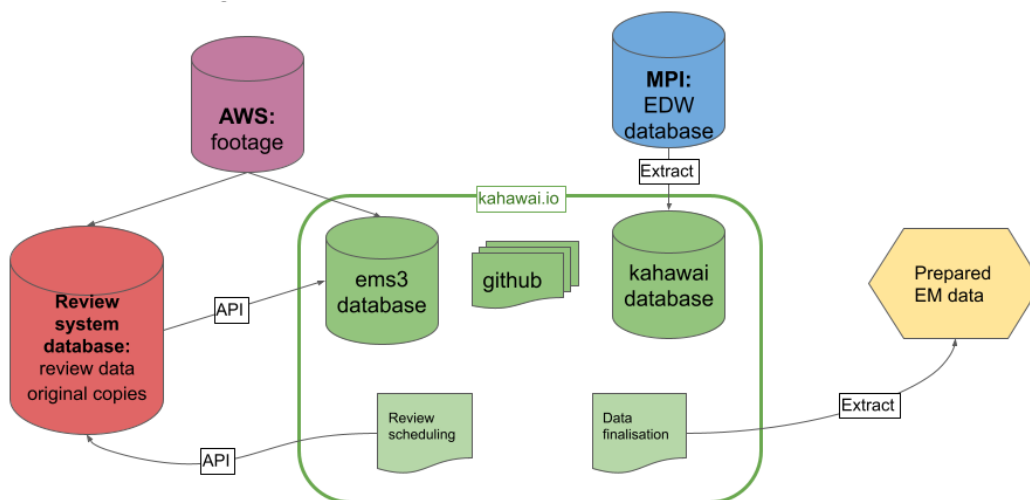 AWS:
footage
MPI:
EDW
database
Extract
kahawai.io
ems3
database
github
kahawai
database
Review
system
database:
review data
original copies
API
Prepared
EM data
Review
scheduling
Data
finalisation
Extract
API